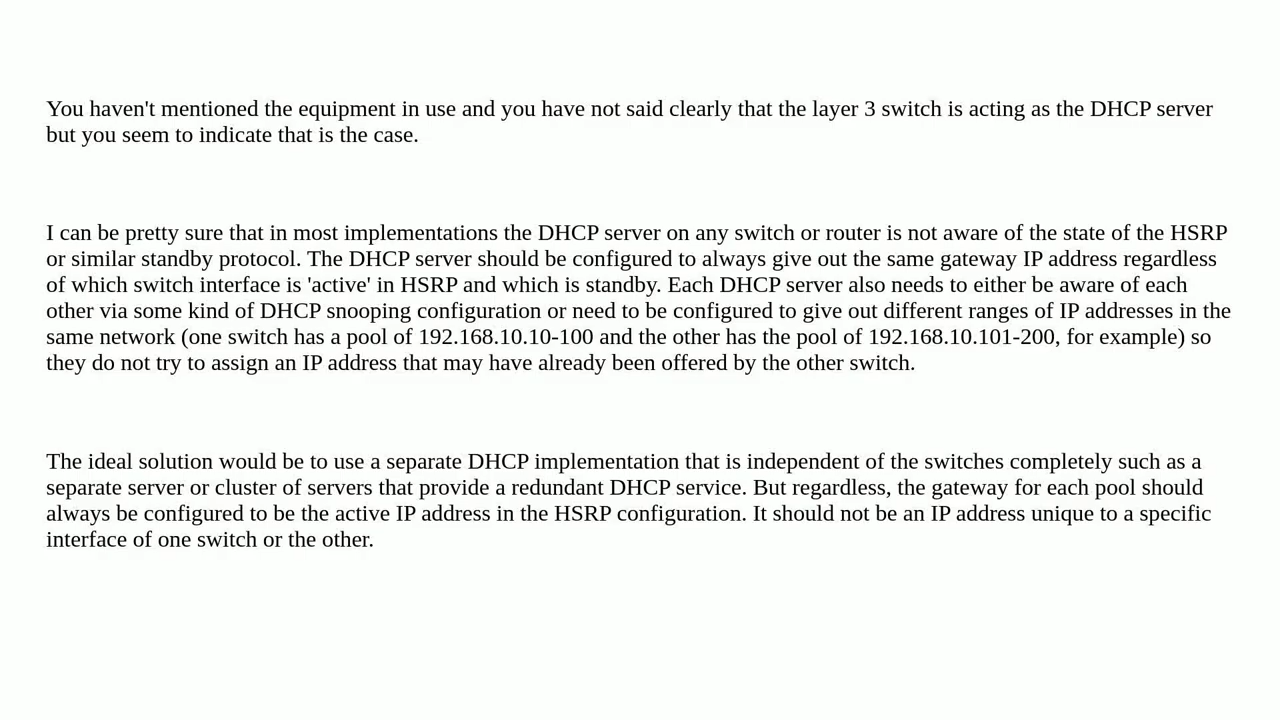 You haven't mentioned the equipment in use and you have not said clearly that the layer 3 switch is acting as the DHCP server
but you seem to indicate that is the case.
I can be pretty sure that in most implementations the DHCP server on any switch or router is not aware of the state of the HSRP
or similar standby protocol. The DHCP server should be configured to always give out the same gateway IP address regardless
of which switch interface is 'active' in HSRP and which is standby. Each DHCP server also needs to either be aware of each
other via some kind of DHCP snooping configuration or need to be configured to give out different ranges of IP addresses in the
same network (one switch has a pool of 192.168.10.10-100 and the other has the pool of 192.168.10.101-200, for example) so
they do not try to assign an IP address that may have already been offered by the other switch.
The ideal solution would be to use a separate DHCP implementation that is independent of the switches completely such as a
separate server or cluster of servers that provide a redundant DHCP service. But regardless, the gateway for each pool should
always be configured to be the active IP address in the HSRP configuration. It should not be an IP address unique to a specific
interface of one switch or the other.